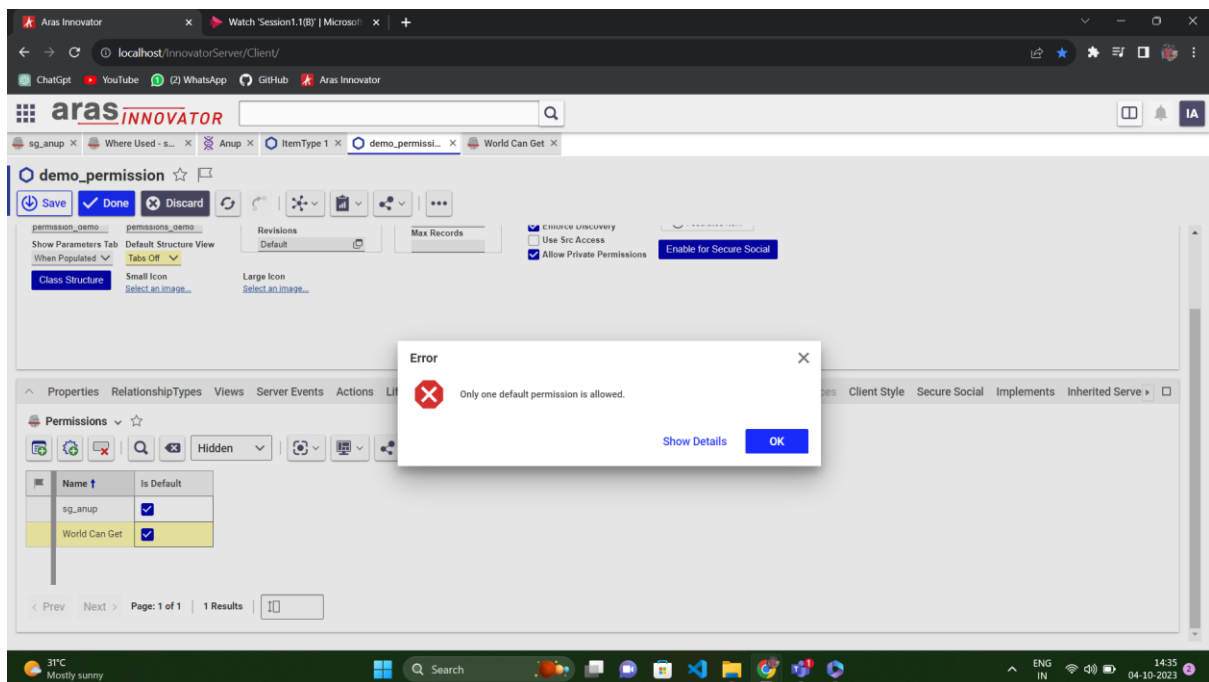 Aras Innovator
Watch 'Session1.1(B)' | Microsoft
localhost/InnovatorServer/Client/
ChatGpt YouTube (2) WhatsApp GitHub Aras Innovator
aras INNOVATOR
IA
sg_anup Where Used - s... Anup ItemType 1 demo_permissi... World Can Get
demo_permission
Save Done Discard
permission_demo permissions_demo Revisions Max Records Enforce Discovery
Show Parameters Tab Default Structure View Default Use Src Access Enable for Secure Social
When Populated Tabs Off Allow Private Permissions
Class Structure Small Icon Large Icon
Select an image... Select an image...
Error
Only one default permission is allowed.
Show Details OK
Properties RelationshipTypes Views Server Events Actions Client Style Secure Social Implements Inherited Serve
Permissions
Hidden
Name Is Default
sg_anup
World Can Get
< Prev Next > Page: 1 of 1 1 Results
31°C
Mostly sunny
Search
ENG
IN
14:35
04-10-2023
2